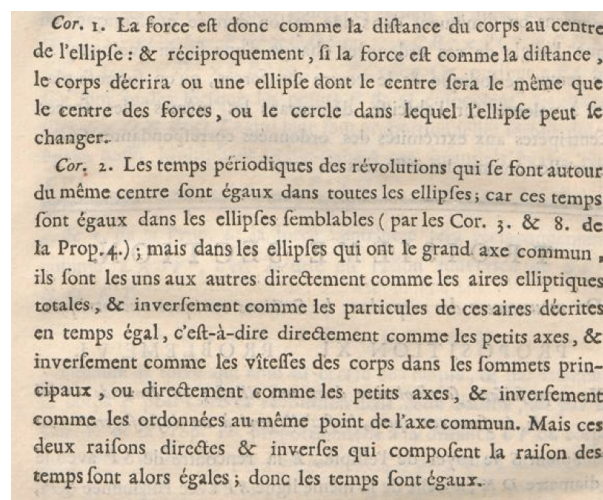 Cor. 1. La force eſt donc comme la diſtance du corps au centre
de l'ellipſe : & réciproquement, ſi la force eſt comme la diſtance,
le corps décrira ou une ellipſe dont le centre ſera le même que
le centre des forces, ou le cercle dans lequel l'ellipſe peut ſe
changer.
Cor. 2. Les temps périodiques des révolutions qui ſe font autour
du même centre ſont égaux dans toutes les ellipſes; car ces temps
ſont égaux dans les ellipſes ſemblables ( par les Cor. 3. & 8. de
la Prop.4.) ; mais dans les ellipſes qui ont le grand axe commun,
ils ſont les uns aux autres directement comme les aires elliptiques
totales, & inverſement comme les particules de ces aires décrites
en temps égal, c'eſt-à-dire directement comme les petits axes, &
inverſement comme les vîteſſes des corps dans les ſommets prin-
cipaux, ou directement comme les petits axes, & inverſement
comme les ordonnées au même point de l'axe commun. Mais ces
deux raiſons directes & inverſes qui compoſent la raiſon des
temps ſont alors égales; donc les temps ſont égaux.